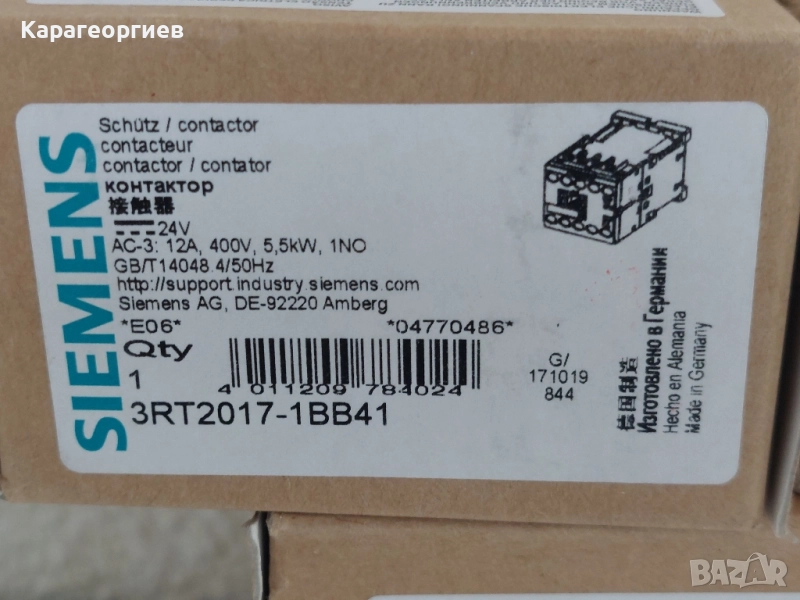 Карагеоргиев
SIEMENS
Schütz / contactor
contacteur
contactor / contator
контактор
接触器
24V
AC-3: 12A, 400V, 5,5kW, 1NO
GB/T14048.4/50Hz
http://support.industry.siemens.com
Siemens AG, DE-92220 Amberg
*E06* *04770486*
Qty
1
4 011209 784024
3RT2017-1BB41
G/
171019
844
德国制造
Изготовлено в Германии
Hecho en Alemania
Made in Germany
BAZAR